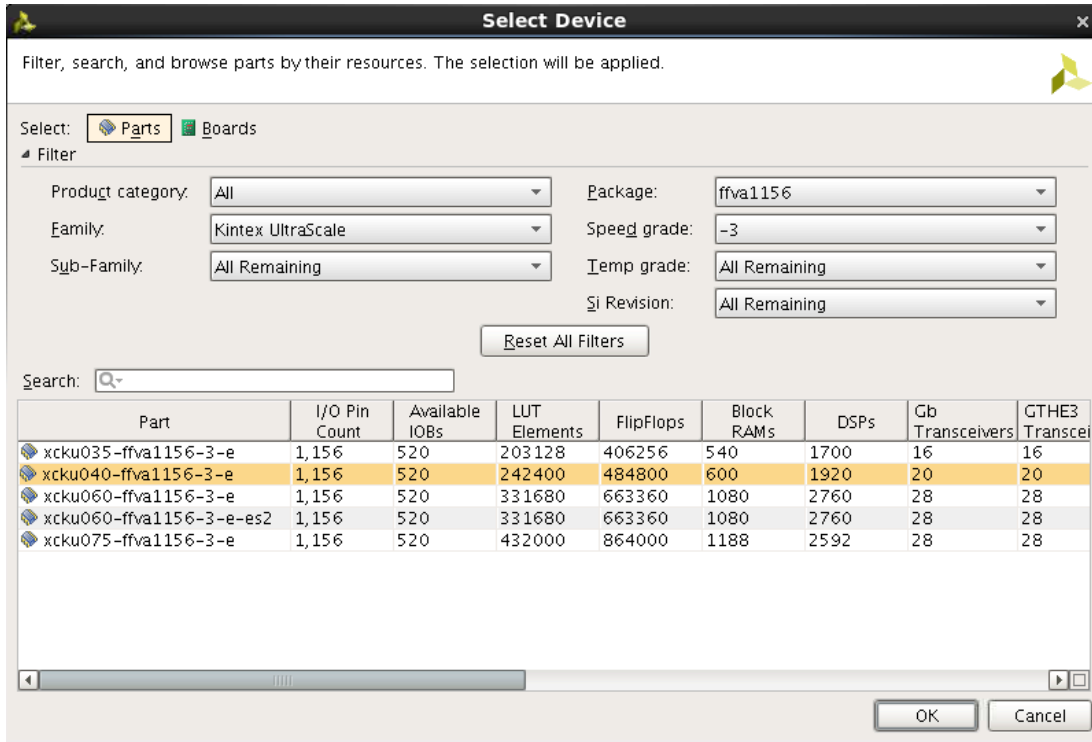 Select Device
Filter, search, and browse parts by their resources. The selection will be applied.
Select: Parts Boards
Filter
Product category: All Package: ffva1156
Family: Kintex UltraScale Speed grade: -3
Sub-Family: All Remaining Temp grade: All Remaining
Si Revision: All Remaining
Reset All Filters
Search:
Part I/O Pin Count Available IOBs LUT Elements FlipFlops Block RAMs DSPs Gb Transceivers GTHE3 Transcei
xcku035-ffva1156-3-e 1,156 520 203128 406256 540 1700 16 16
xcku040-ffva1156-3-e 1,156 520 242400 484800 600 1920 20 20
xcku060-ffva1156-3-e 1,156 520 331680 663360 1080 2760 28 28
xcku060-ffva1156-3-e-es2 1,156 520 331680 663360 1080 2760 28 28
xcku075-ffva1156-3-e 1,156 520 432000 864000 1188 2592 28 28
OK Cancel